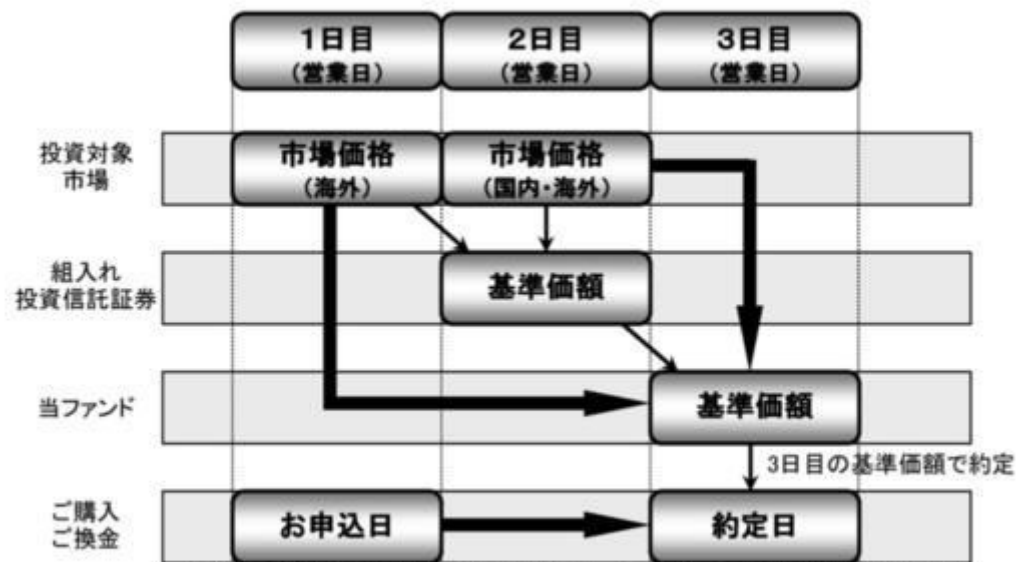 1日目
(営業日)
2日目
(営業日)
3日目
(営業日)
投資対象
市場
市場価格
(海外)
市場価格
(国内・海外)
組入れ
投資信託証券
基準価額
当ファンド
基準価額
3日目の基準価額で約定
ご購入
ご換金
お申込日
約定日